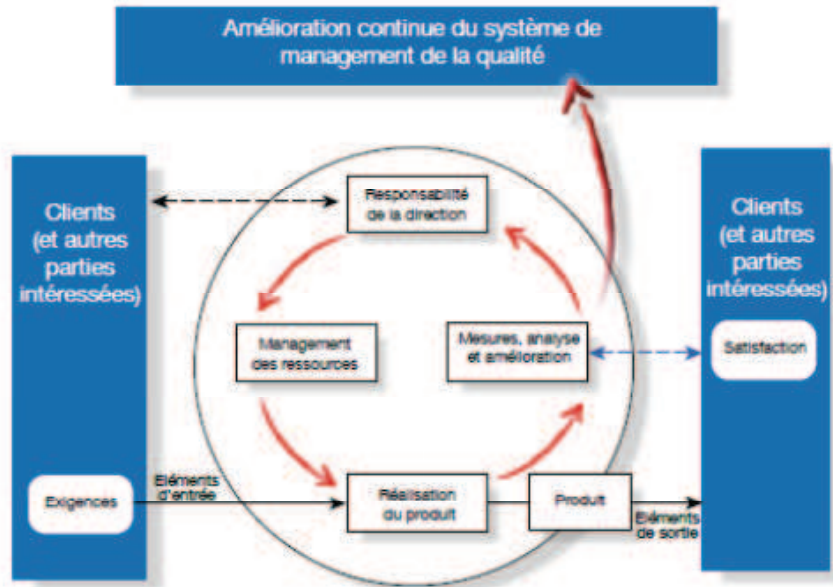 Amélioration continue du système de
management de la qualité
Clients
(et autres
parties
intéressées)
Responsabilité
de la direction
Clients
(et autres
parties
intéressées)
Management
des ressources
Mesures, analyse
et amélioration
Satisfaction
Exigences
Eléments
d'entrée
Réalisation
du produit
Produit
Eléments
de sortie